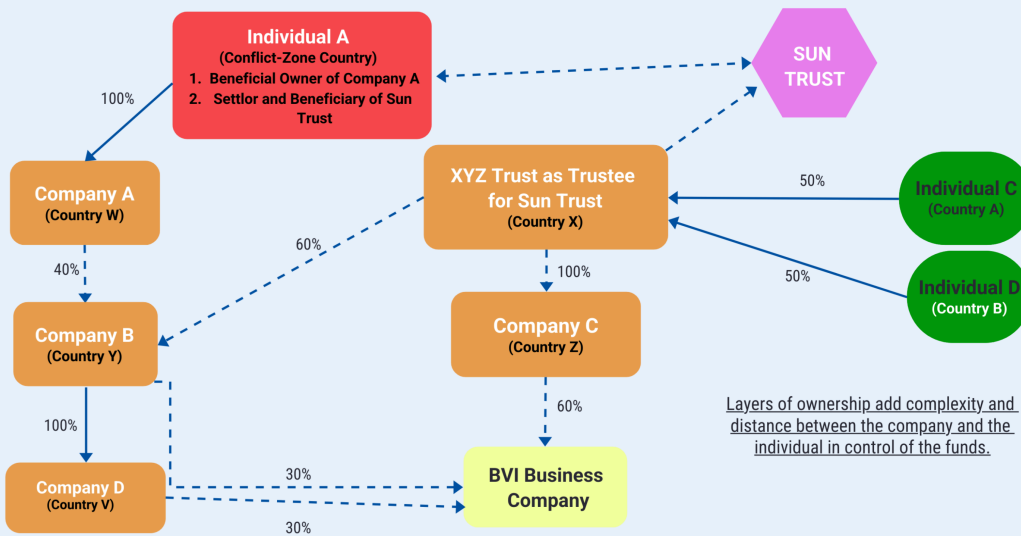 Individual A
(Conflict-Zone Country)
1. Beneficial Owner of Company A
2. Settlor and Beneficiary of Sun
Trust
SUN
TRUST
100%
Company A
(Country W)
XYZ Trust as Trustee
for Sun Trust
(Country X)
50%
Individual C
(Country A)
60%
40%
100%
50%
Individual D
(Country B)
Company B
(Country Y)
Company C
(Country Z)
100%
60%
Layers of ownership add complexity and
distance between the company and the
individual in control of the funds.
Company D
(Country V)
30%
30%
BVI Business
Company